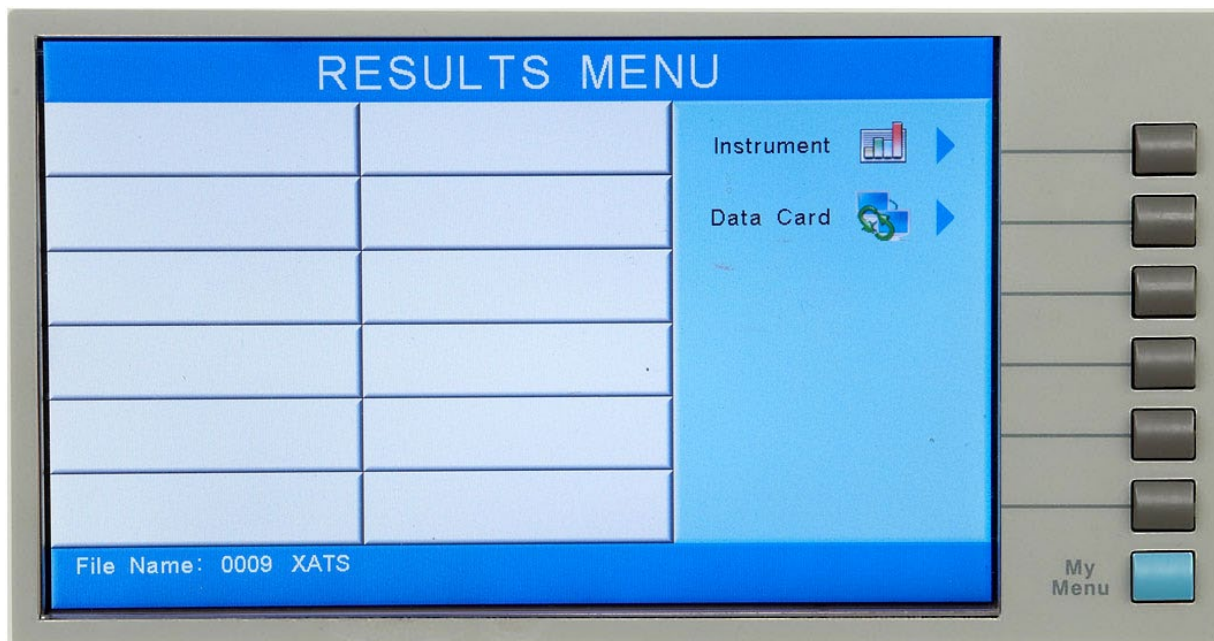 RESULTS MENU
Instrument
Data Card
File Name: 0009 XATS
My
Menu